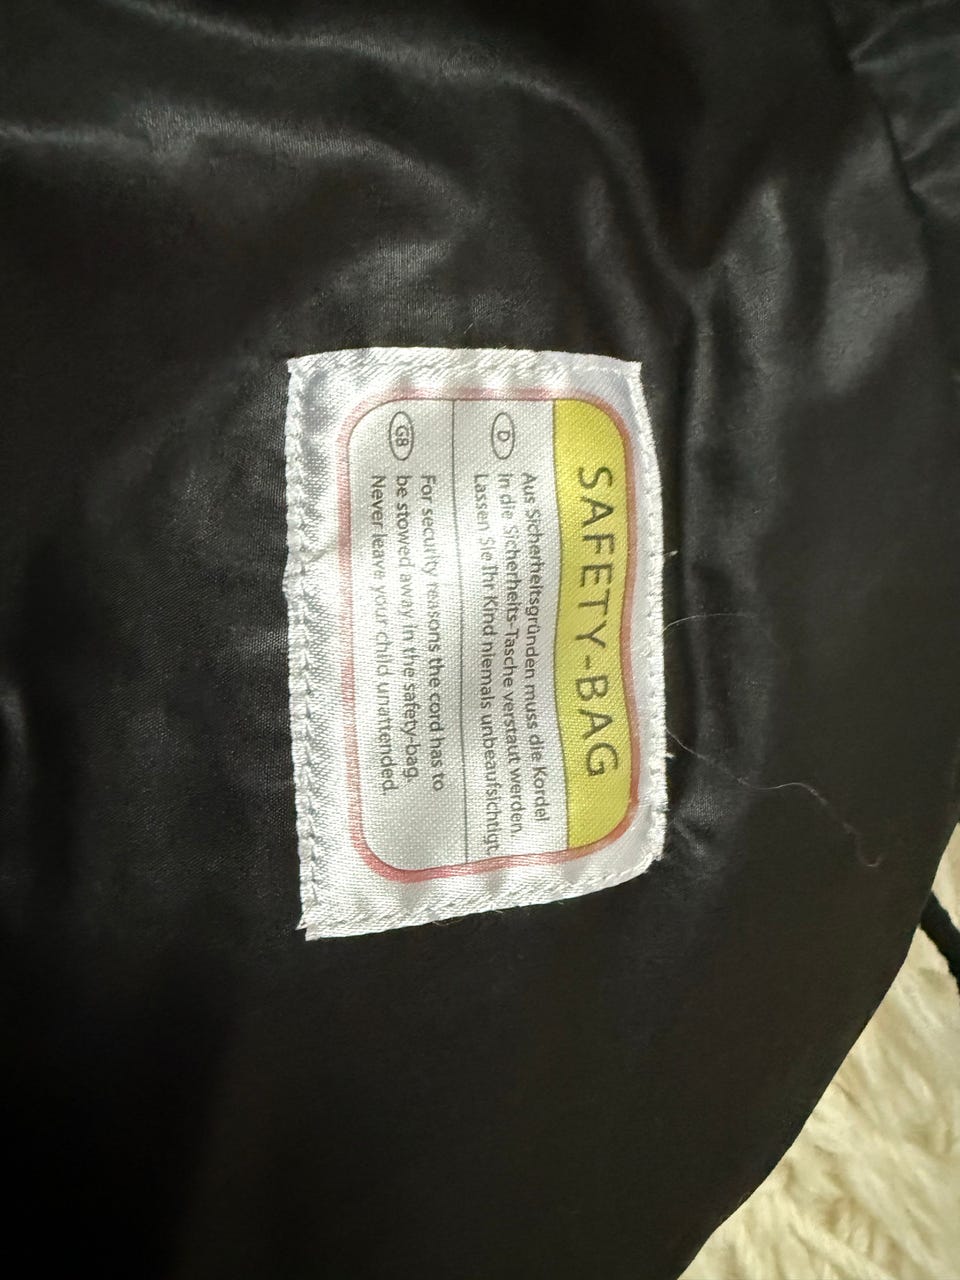 SAFETY-BAG
D
Aus Sicherheitsgründen muss die Kordel
In die Sicherheits-Tasche verstaut werden.
Lassen Sie Ihr Kind niemals unbeaufsichtigt.
GB
For security reasons the cord has to
be stowed away in the safety-bag.
Never leave your child unattended.